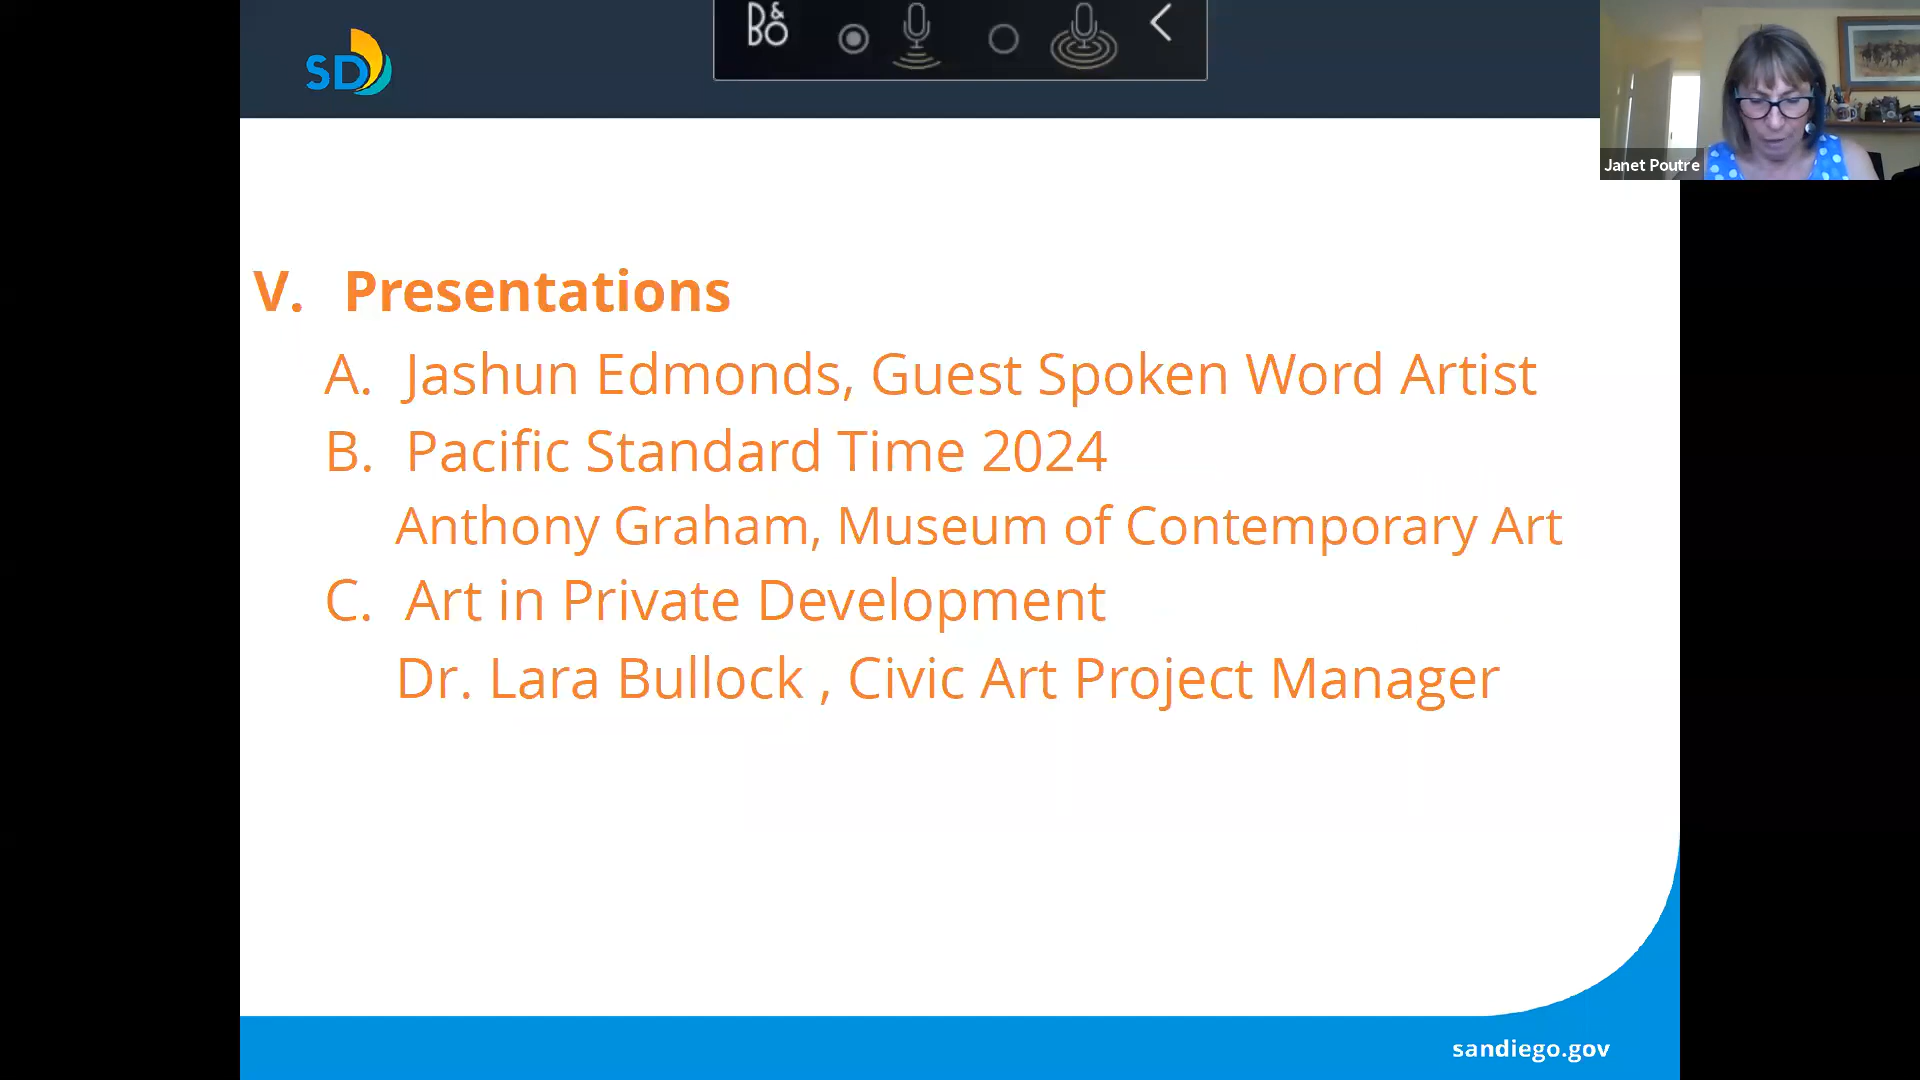 SD
B&O
Janet Poutre
V. Presentations
A. Jashun Edmonds, Guest Spoken Word Artist
B. Pacific Standard Time 2024
Anthony Graham, Museum of Contemporary Art
C. Art in Private Development
Dr. Lara Bullock , Civic Art Project Manager
sandiego.gov